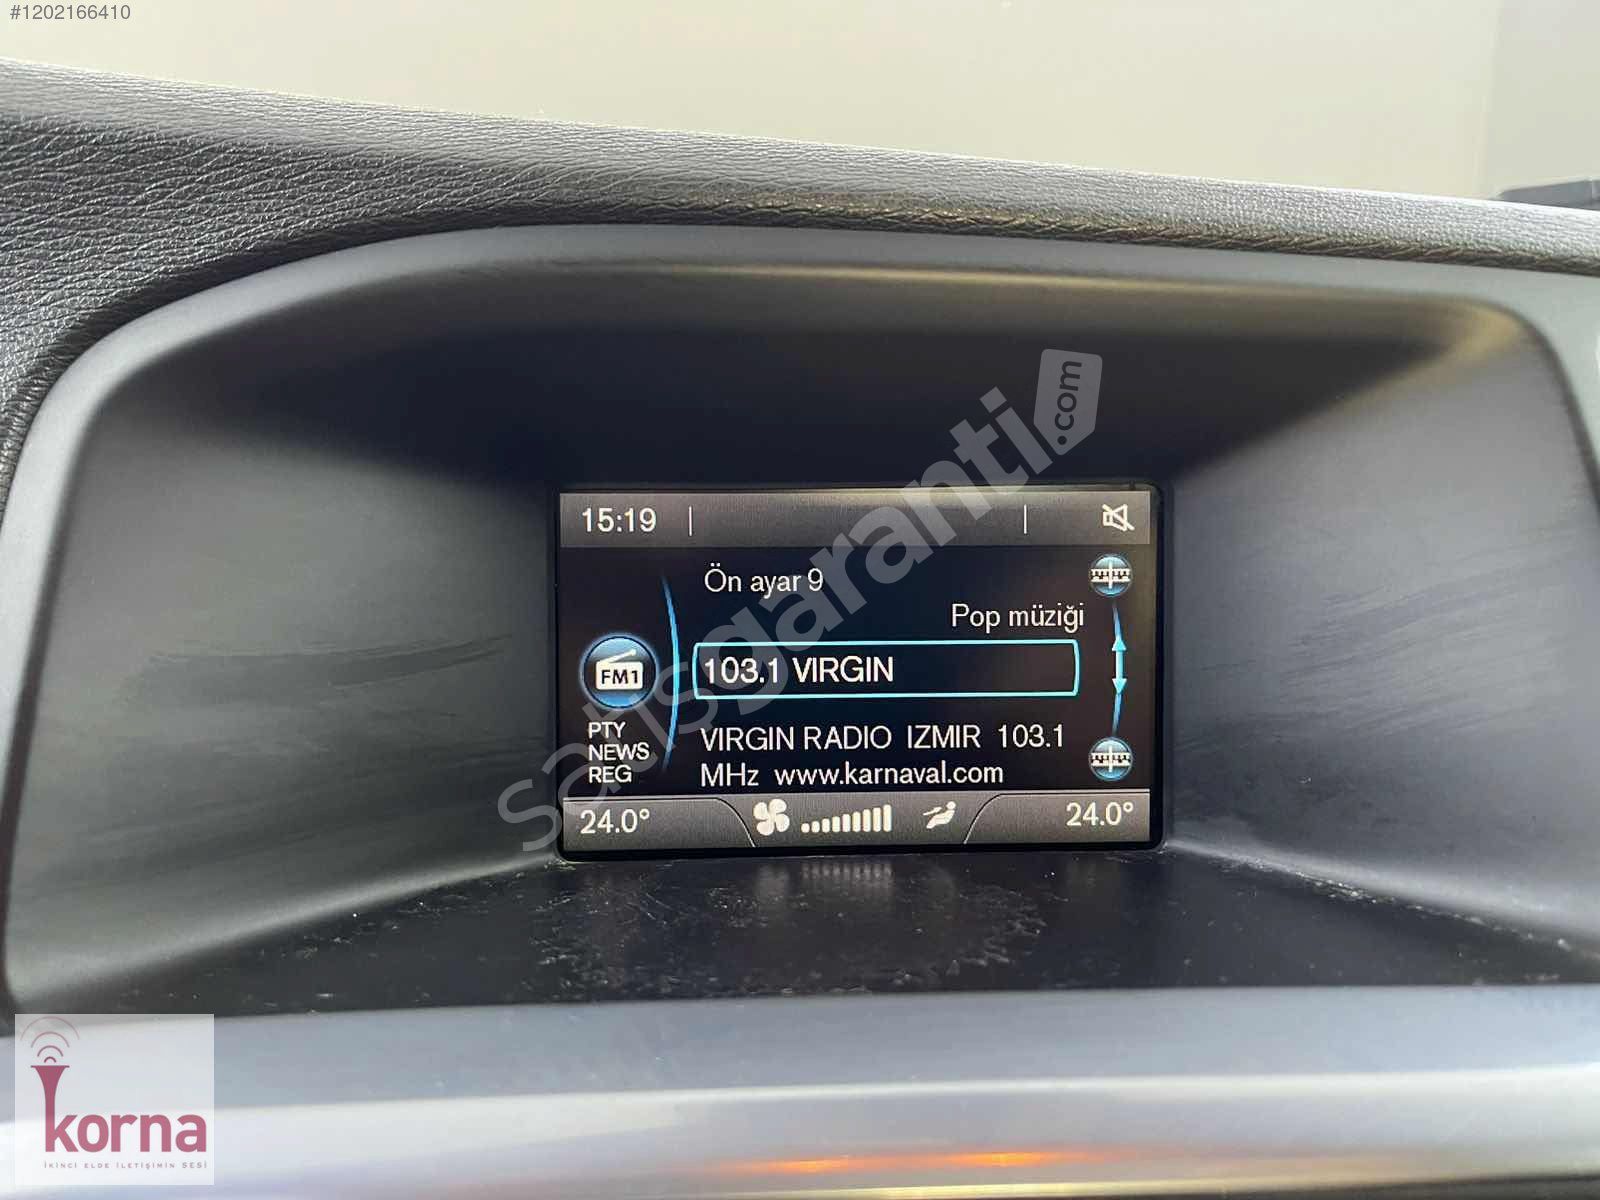 #1202166410
15:19
Ön ayar 9
Pop müziği
103.1 VIRGIN
FM1
PTY
NEWS
REG
VIRGIN RADIO IZMIR 103.1
MHz www.karnaval.com
24.0°
24.0°
satisgaranti.com
korna
İKİNCİ ELDE İLETİŞİMİN SESİ